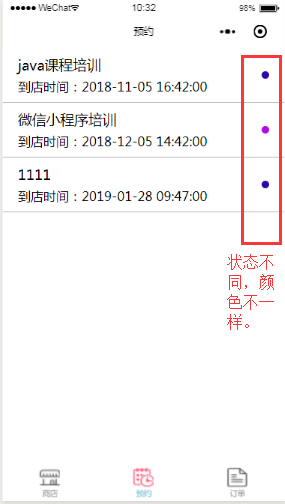 ●●●●● WeChat 10:32 98%
预约
java课程培训
到店时间：2018-11-05 16:42:00
微信小程序培训
到店时间：2018-12-05 14:42:00
1111
到店时间：2019-01-28 09:47:00
状态不
同，颜
色不一
样。
商店 预约 订单